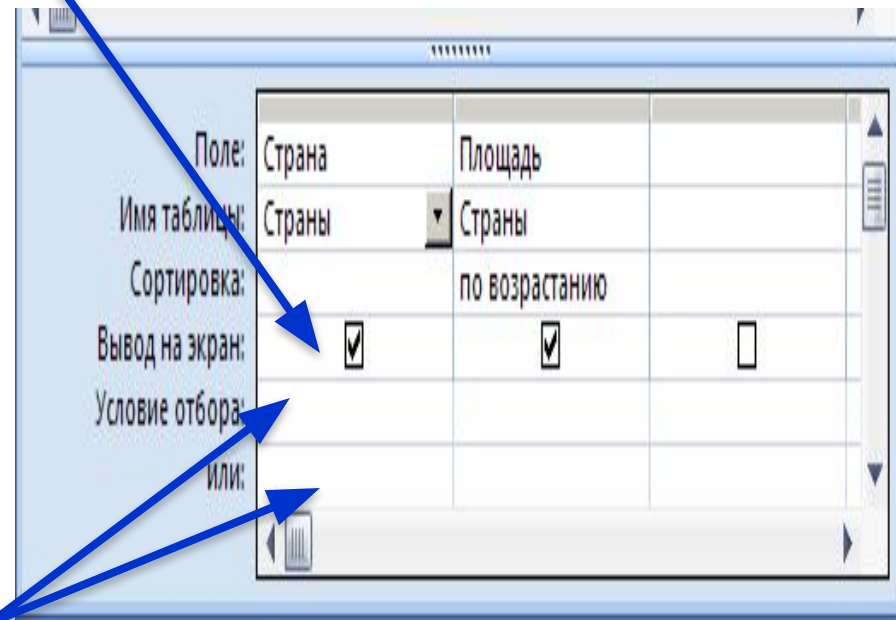 Поле: Страна Площадь
Имя таблицы: Страны Страны
Сортировка: по возрастанию
Вывод на экран:
Условие отбора:
или: